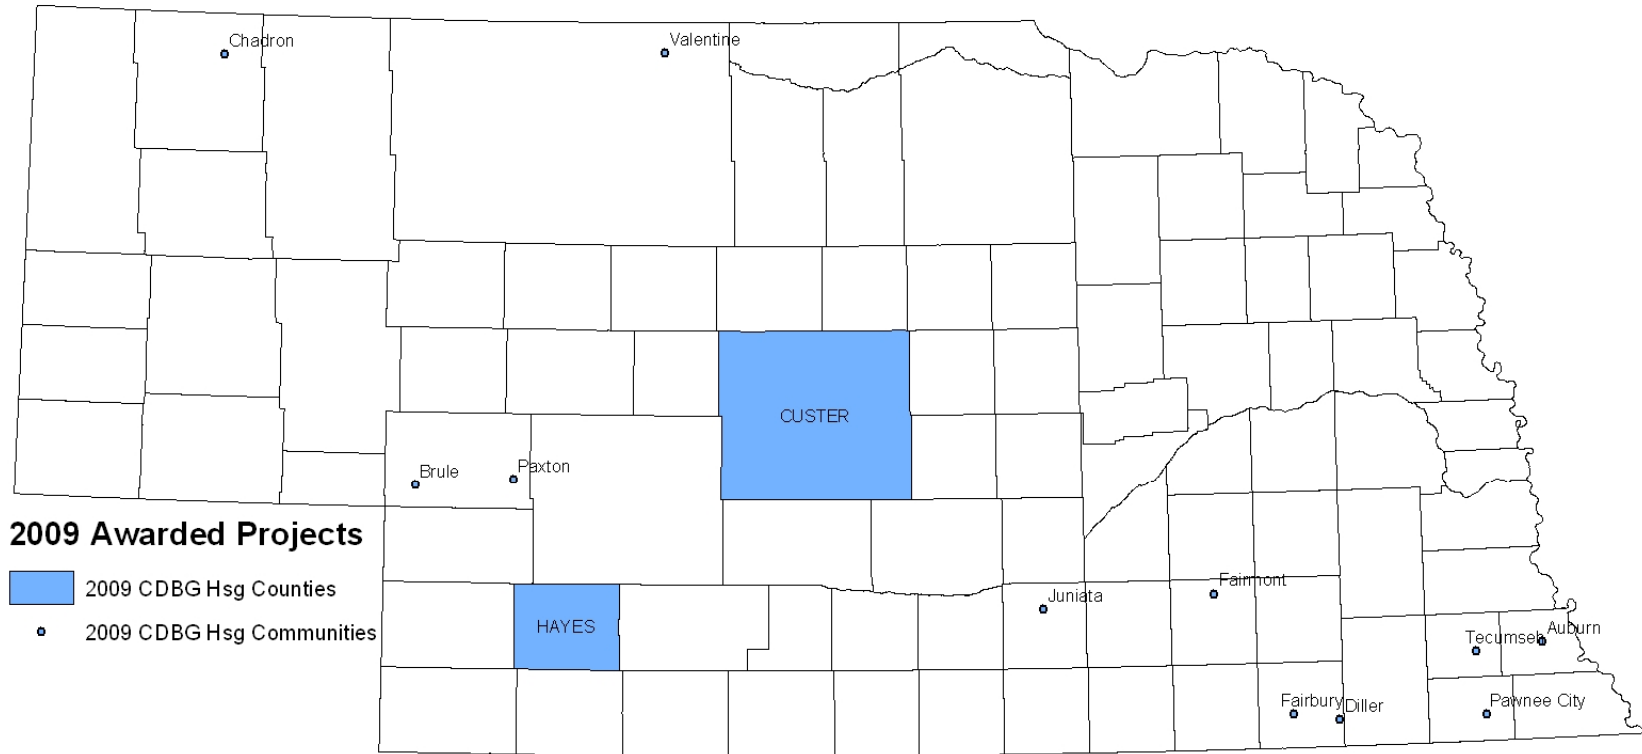 Chadron
Valentine
CUSTER
Brule
Paxton
2009 Awarded Projects
2009 CDBG Hsg Counties
2009 CDBG Hsg Communities
HAYES
Juniata
Fairmont
Tecumseh
Auburn
Fairbury
Diller
Pawnee City